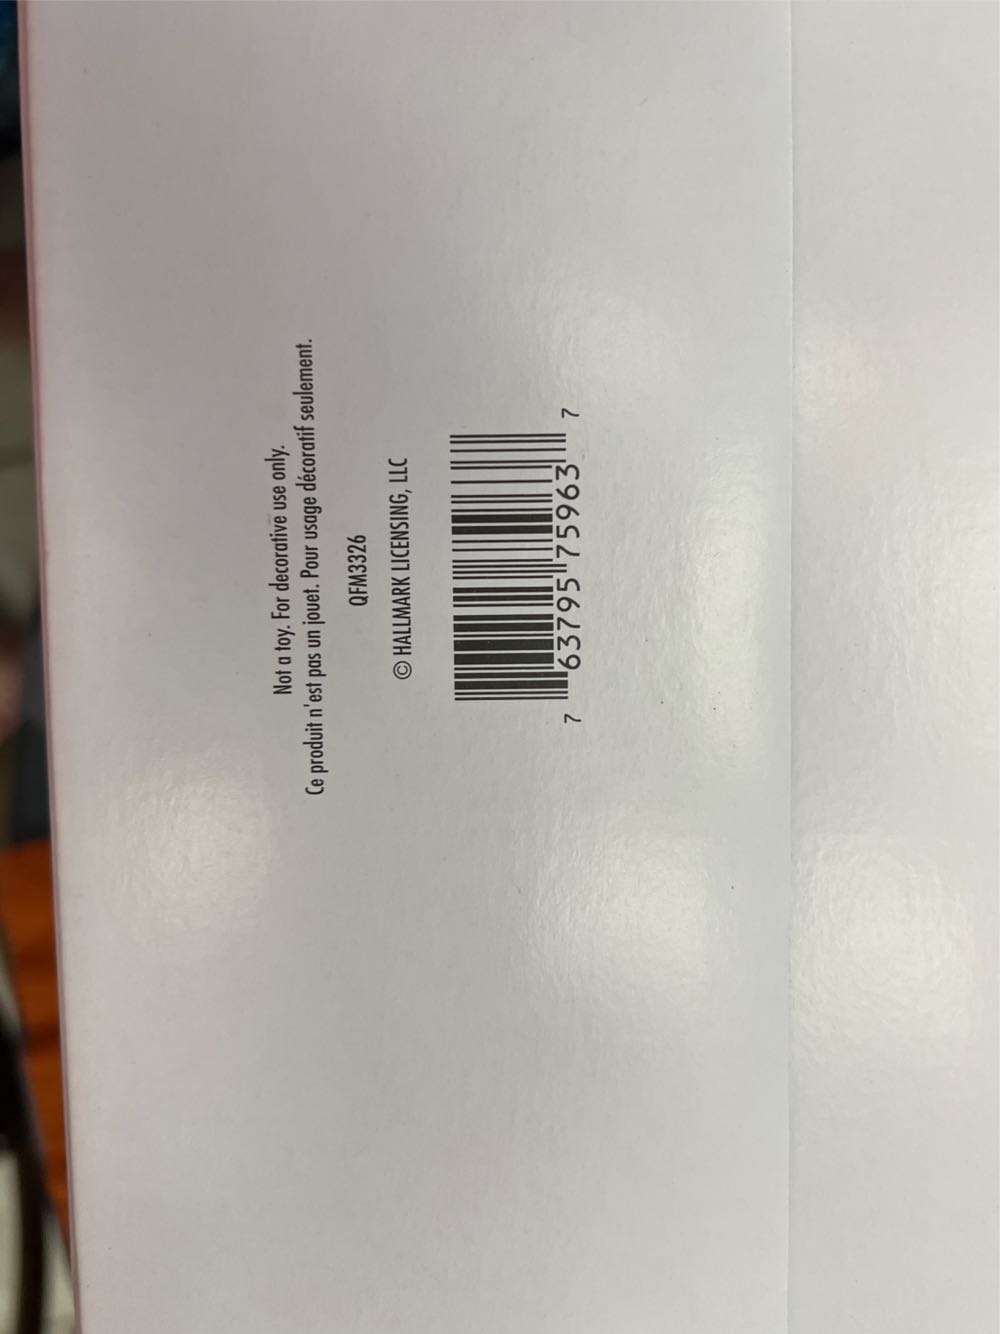 Not a toy. For decorative use only.
Ce produit n'est pas un jouet. Pour usage décoratif seulement.
QFM3326
© HALLMARK LICENSING, LLC
7 63795 75963 7